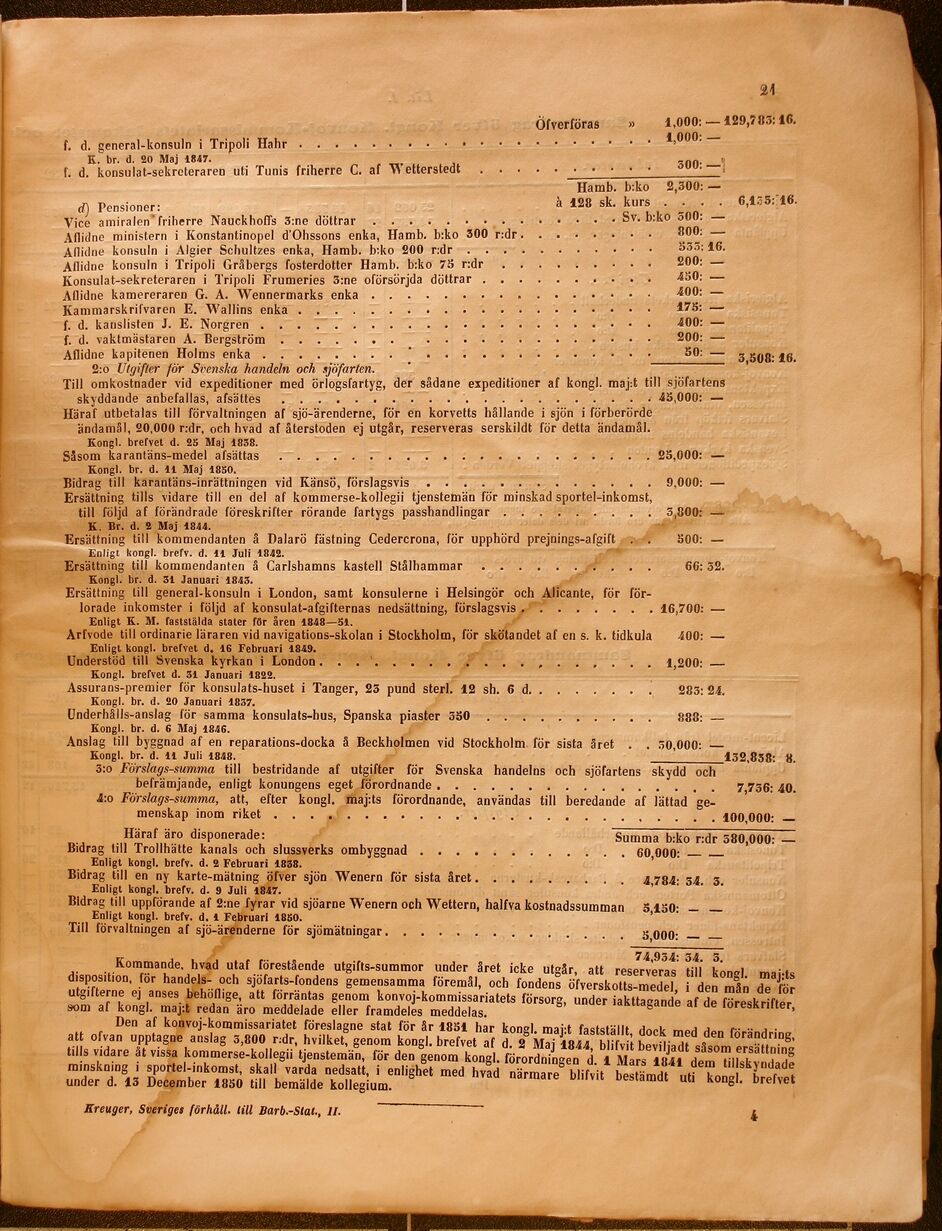 21
Öfverföras » 1,000: — 129,783: 16.
f. d. general-konsuln i Tripoli Hahr . . . 1,000: —
K. br. d. 20 Maj 1847.
f. d. konsulat-sekreteraren uti Tunis friherre C. af Wetterstedt . . . 300: —
Hamb. b:ko 2,300: —
à 128 sk. kurs . . . . 6,133: 16.
d) Pensioner:
Vice amiralen friherre Nauckhoffs 3:ne döttrar . . . Sv. b:ko 300: —
Aflidne ministern i Konstantinopel d'Ohssons enka, Hamb. b:ko 300 r:dr . . . 800: —
Aflidne konsuln i Algier Schultzes enka, Hamb. b:ko 200 r:dr . . . 533: 16.
Aflidne konsuln i Tripoli Gråbergs fosterdotter Hamb. b:ko 75 r:dr . . . 200: —
Konsulat-sekreteraren i Tripoli Frumeries 3:ne oförsörjda döttrar . . . 450: —
Aflidne kamereraren G. A. Wennermarks enka . . . 400: —
Kammarskrifvaren E. Wallins enka . . . 175: —
f. d. kanslisten J. E. Norgren . . . 400: —
f. d. vaktmästaren A. Bergström . . . 200: —
Aflidne kapitenen Holms enka . . . 50: — 3,508: 16.
2:o Utgifter för Svenska handeln och sjöfarten.
Till omkostnader vid expeditioner med örlogsfartyg, der sådane expeditioner af kongl. maj:t till sjöfartens
skyddande anbefallas, afsättes . . . 45,000: —
Häraf utbetalas till förvaltningen af sjö-ärenderne, för en korvetts hållande i sjön i förberörde
ändamål, 20,000 r:dr, och hvad af återstoden ej utgår, reserveras serskildt för detta ändamål.
Kongl. brefvet d. 25 Maj 1838.
Såsom karantäns-medel afsättas . . . 25,000: —
Kongl. br. d. 11 Maj 1850.
Bidrag till karantäns-inrättningen vid Känsö, förslagsvis . . . 9,000: —
Ersättning tills vidare till en del af kommerse-kollegii tjenstemän för minskad sportel-inkomst,
till följd af förändrade föreskrifter rörande fartygs passhandlingar . . . 3,800: —
K. Br. d. 2 Maj 1844.
Ersättning till kommendanten å Dalarö fästning Cedercrona, för upphörd prejnings-afgift . . 500: —
Enligt kongl. brefv. d. 11 Juli 1842.
Ersättning till kommendanten å Carlshamns kastell Stålhammar . . . 66: 32.
Kongl. br. d. 31 Januari 1843.
Ersättning till general-konsuln i London, samt konsulerne i Helsingör och Alicante, för för-
lorade inkomster i följd af konsulat-afgifternas nedsättning, förslagsvis . . . 16,700: —
Enligt K. M. fastställda stater för åren 1848—51.
Arfvode till ordinarie läraren vid navigations-skolan i Stockholm, för skötandet af en s. k. tidkula 400: —
Enligt kongl. brefvet d. 16 Februari 1849.
Understöd till Svenska kyrkan i London . . . 1,200: —
Kongl. brefvet d. 31 Januari 1822.
Assurans-premier för konsulats-huset i Tanger, 23 pund sterl. 12 sh. 6 d. . . . 283: 24.
Kongl. br. d. 20 Januari 1837.
Underhålls-anslag för samma konsulats-hus, Spanska piaster 350 . . . 888: —
Kongl. br. d. 6 Maj 1846.
Anslag till byggnad af en reparations-docka å Beckholmen vid Stockholm för sista året . . 30,000: —
Kongl. br. d. 11 Juli 1848. 132,838: 8.
3:o Förslags-summa till bestridande af utgifter för Svenska handelns och sjöfartens skydd och
befrämjande, enligt konungens eget förordnande . . . 7,736: 40.
4:o Förslags-summa, att, efter kongl. maj:ts förordnande, användas till beredande af lättad ge-
menskap inom riket . . . 100,000: —
Häraf äro disponerade: Summa b:ko r:dr 380,000: —
Bidrag till Trollhätte kanals och slussverks ombyggnad . . . 60,000: — —
Enligt kongl. brefv. d. 2 Februari 1838.
Bidrag till en ny karte-mätning öfver sjön Wenern för sista året . . . 4,784: 34. 3.
Enligt kongl. brefv. d. 9 Juli 1847.
Bidrag till uppförande af 2:ne fyrar vid sjöarne Wenern och Wettern, halfva kostnadssumman 5,150: — —
Enligt kongl. brefv. d. 1 Februari 1850.
Till förvaltningen af sjö-ärenderne för sjömätningar . . . 5,000: — —
74,934: 34. 3.
Kommande, hvad utaf förestående utgifts-summor under året icke utgår, att reserveras till kongl. maj:ts
disposition, för handels- och sjöfarts-fondens gemensamma föremål, och fondens öfverskotts-medel, i den mån de för
utgifterne ej anses behöflige, att förräntas genom konvoj-kommissariatets försorg, under iakttagande af de föreskrifter,
som af kongl. maj:t redan äro meddelade eller framdeles meddelas.
Den af konvoj-kommissariatet föreslagne stat för år 1851 har kongl. maj:t fastställt, dock med den förändring,
att ofvan upptagne anslag 3,800 r:dr, hvilket, genom kongl. brefvet af d. 2 Maj 1844, blifvit beviljadt såsom ersättning
tills vidare åt vissa kommerse-kollegii tjenstemän, för den genom kongl. förordningen d. 1 Mars 1841 dem tillskyndade
minskning i sportel-inkomst, skall varda nedsatt, i enlighet med hvad närmare blifvit bestämdt uti kongl. brefvet
under d. 13 December 1850 till bemälde kollegium.
Kreuger, Sveriges förhåll. till Barb.-Stat., II. 4